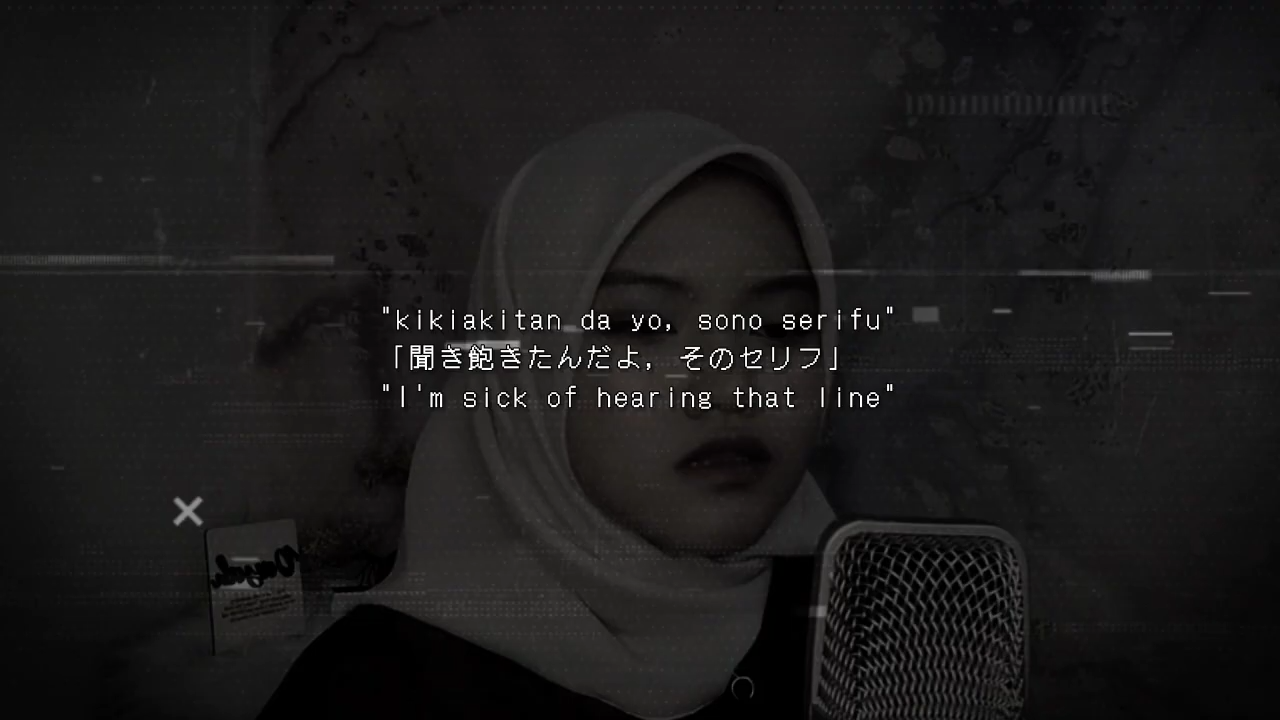 "kikiakitan da yo, sono serifu"
「聞き飽きたんだよ, そのセリフ」
"I'm sick of hearing that line"